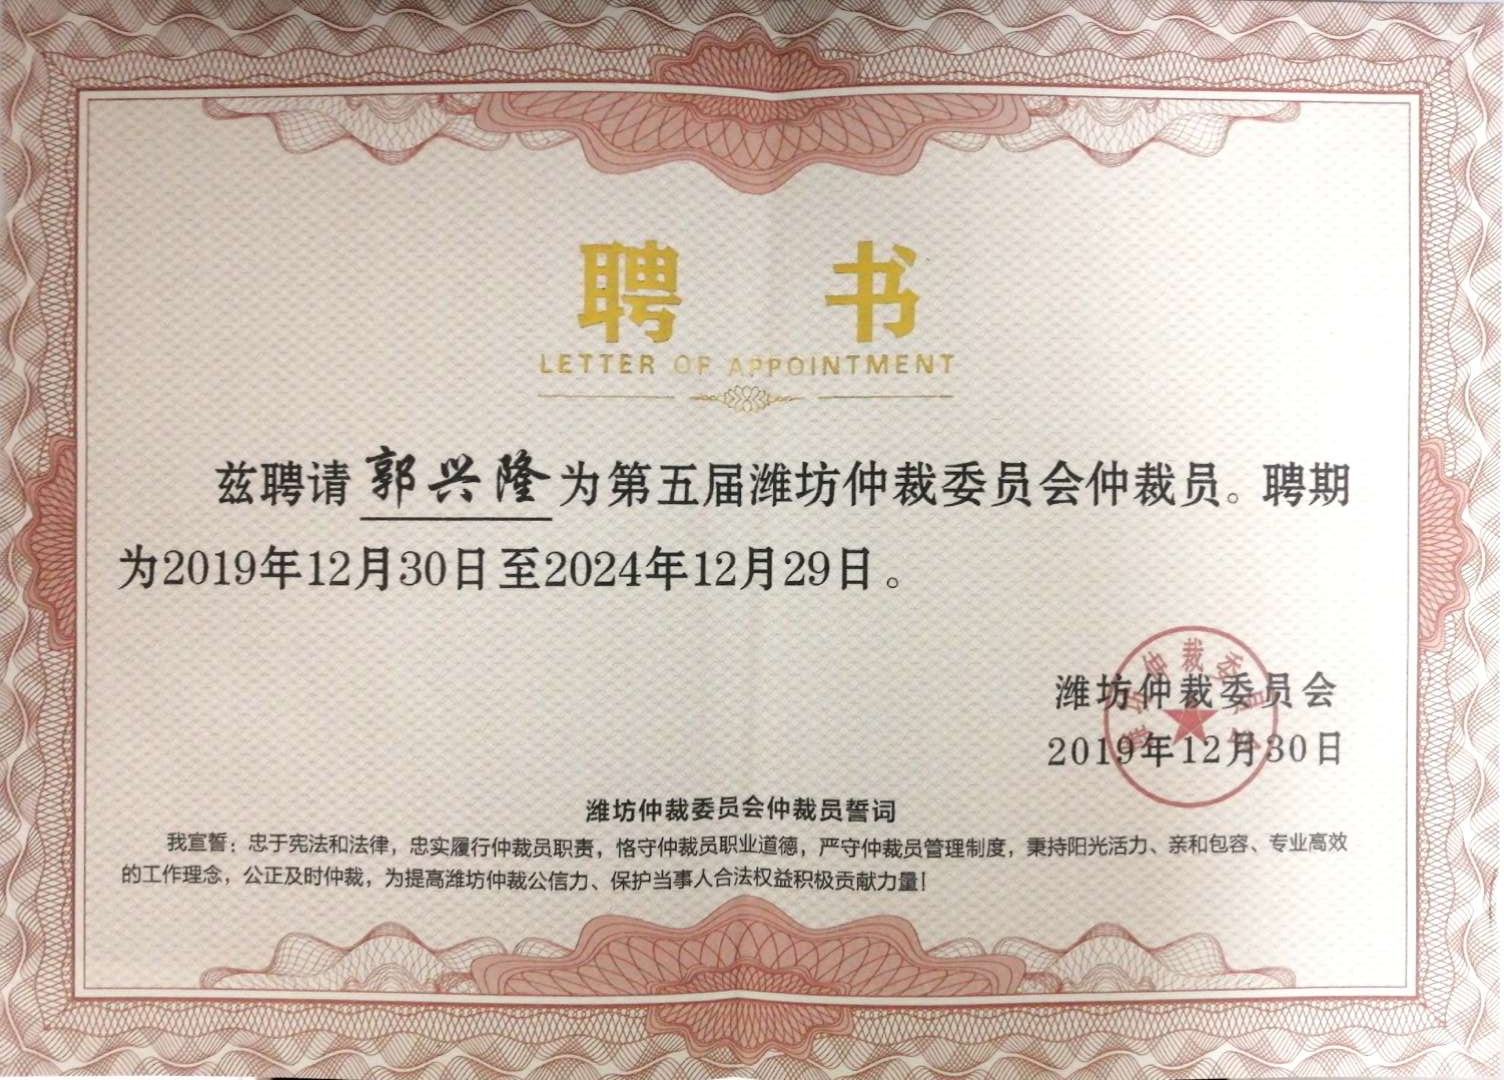 聘 书
LETTER OF APPOINTMENT
兹聘请 郭兴隆 为第五届潍坊仲裁委员会仲裁员。聘期
为2019年12月30日至2024年12月29日。
潍坊仲裁委员会
潍坊仲裁委员会
2019年12月30日
潍坊仲裁委员会仲裁员誓词
我宣誓：忠于宪法和法律，忠实履行仲裁员职责，恪守仲裁员职业道德，严守仲裁员管理制度，秉持阳光活力、亲和包容、专业高效
的工作理念，公正及时仲裁，为提高潍坊仲裁公信力、保护当事人合法权益积极贡献力量！